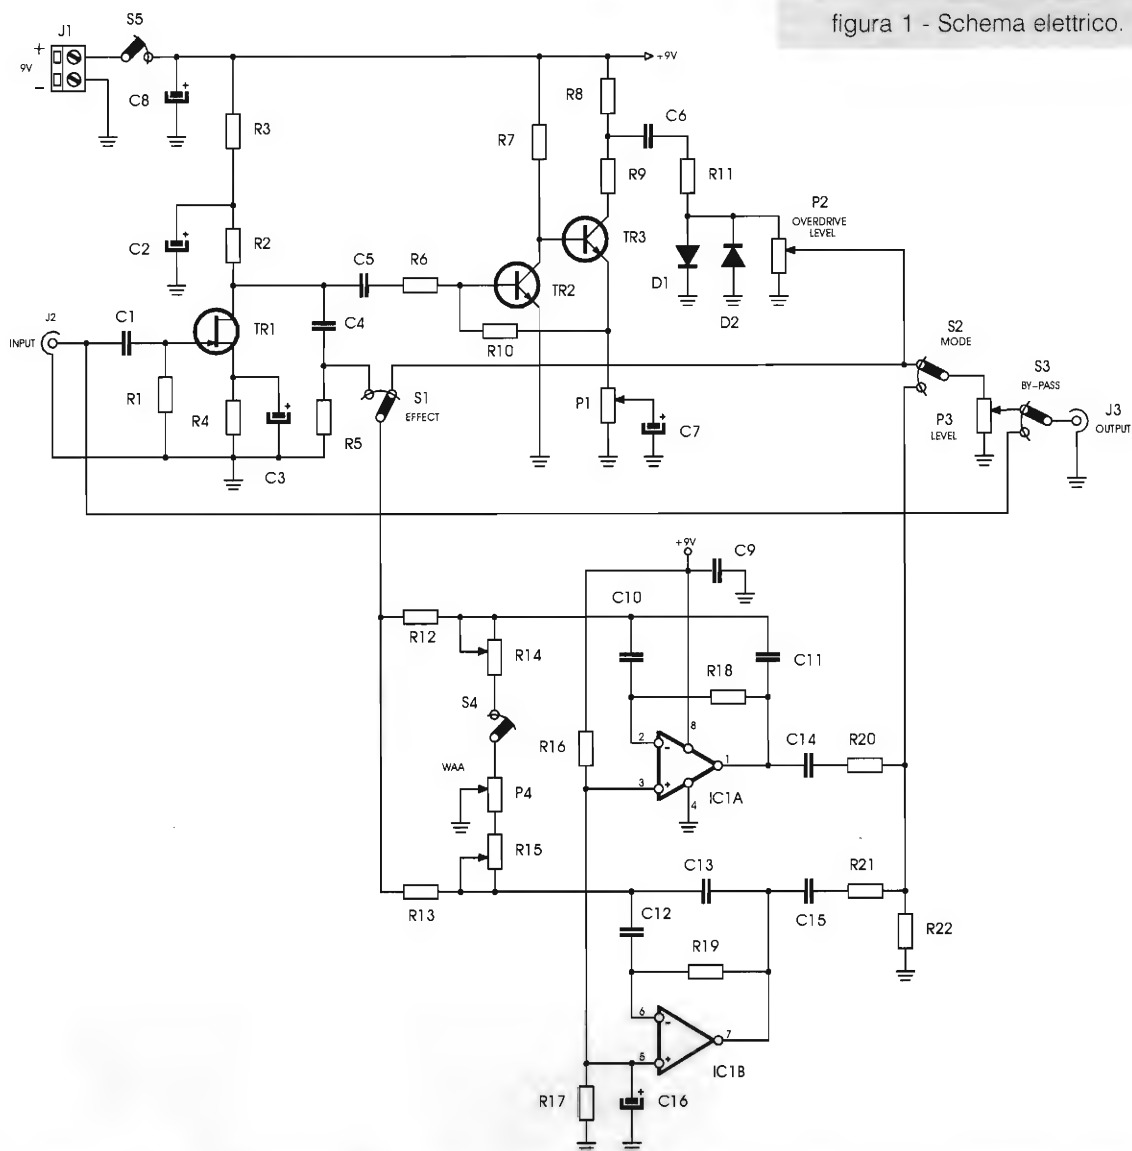 figura 1 - Schema elettrico.
J1
S5
+
9V
-
C8
+
+9V
R3
R8
C6
R7
R9
R11
P2
OVERDRIVE
LEVEL
C2
+
R2
TR3
C5
R6
TR2
D1
D2
J2
INPUT
C1
TR1
C4
R10
S2
MODE
S3
BY-PASS
R1
R4
+
C3
R5
S1
EFFECT
P1
+
C7
P3
LEVEL
J3
OUTPUT
+9V
C9
C10
R12
R14
R18
C11
S4
R16
2
-
8
1
C14
R20
WAA
P4
3
+
4
IC1A
R15
C13
R21
R13
C12
C15
R19
R22
6
-
7
5
+
IC1B
R17
+
C16